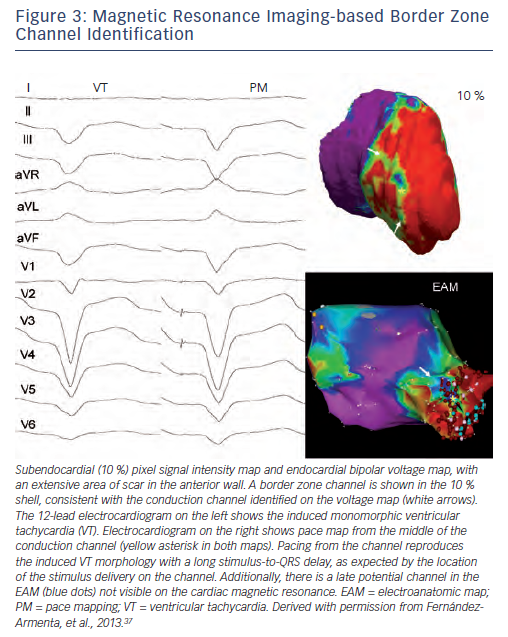 Figure 3: Magnetic Resonance Imaging-based Border Zone
Channel Identification
I VT PM
II
III
aVR
aVL
aVF
V1
V2
V3
V4
V5
V6
10 %
EAM
Subendocardial (10 %) pixel signal intensity map and endocardial bipolar voltage map, with
an extensive area of scar in the anterior wall. A border zone channel is shown in the 10 %
shell, consistent with the conduction channel identified on the voltage map (white arrows).
The 12-lead electrocardiogram on the left shows the induced monomorphic ventricular
tachycardia (VT). Electrocardiogram on the right shows pace map from the middle of the
conduction channel (yellow asterisk in both maps). Pacing from the channel reproduces
the induced VT morphology with a long stimulus-to-QRS delay, as expected by the location
of the stimulus delivery on the channel. Additionally, there is a late potential channel in the
EAM (blue dots) not visible on the cardiac magnetic resonance. EAM = electroanatomic map;
PM = pace mapping; VT = ventricular tachycardia. Derived with permission from Fernández-
Armenta, et al., 2013.37